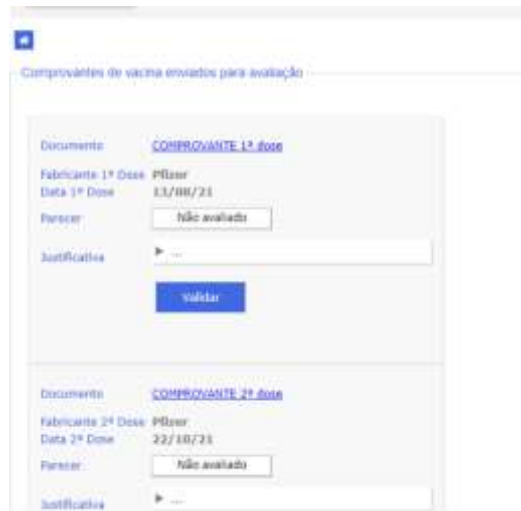 Comprovantes de vacina enviados para avaliação
Documento COMPROVANTE 1ª dose
Fabricante 1ª Dose Pfizer
Data 1ª Dose 13/08/21
Parecer Não avaliado
Justificativa ▶ ...
Validar
Documento COMPROVANTE 2ª dose
Fabricante 2ª Dose Pfizer
Data 2ª Dose 22/10/21
Parecer Não avaliado
Justificativa ▶ ...